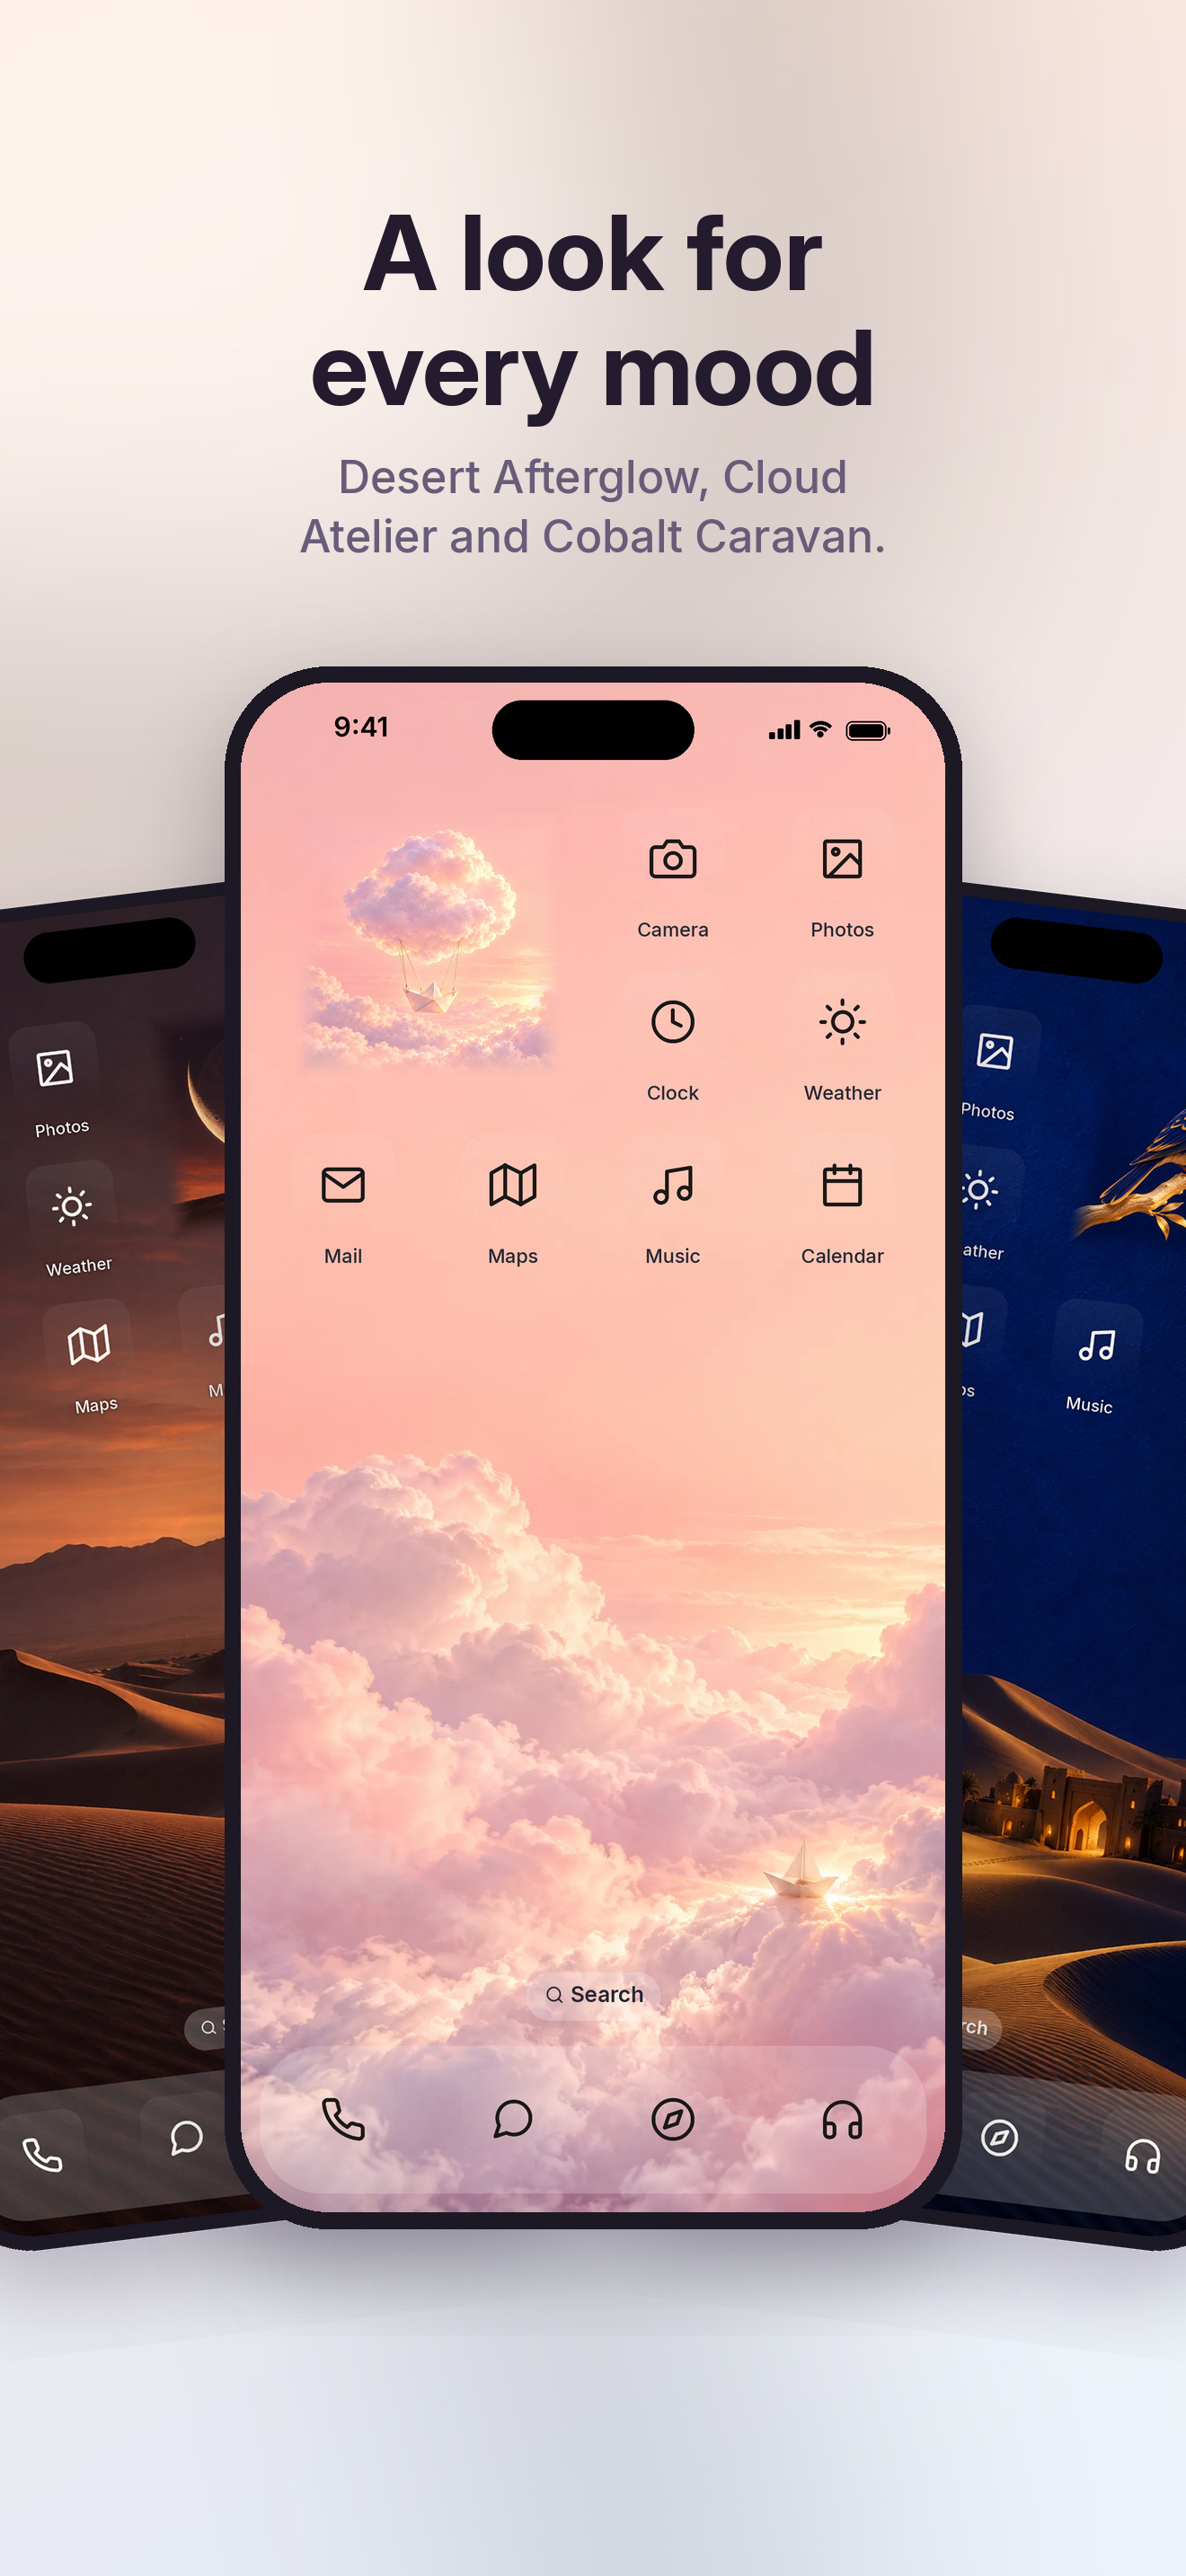 A look for
every mood
Desert Afterglow, Cloud
Atelier and Cobalt Caravan.
9:41
Camera
Photos
Clock
Weather
Mail
Maps
Music
Calendar
Search
Photos
Weather
Maps
Photos
Music